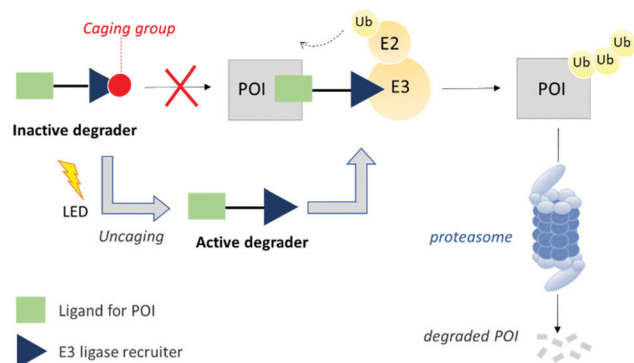 Caging group
Ub
E2
Ub
Ub
Ub
POI
E3
POI
Inactive degrader
LED
Uncaging
Active degrader
proteasome
Ligand for POI
E3 ligase recruiter
degraded POI